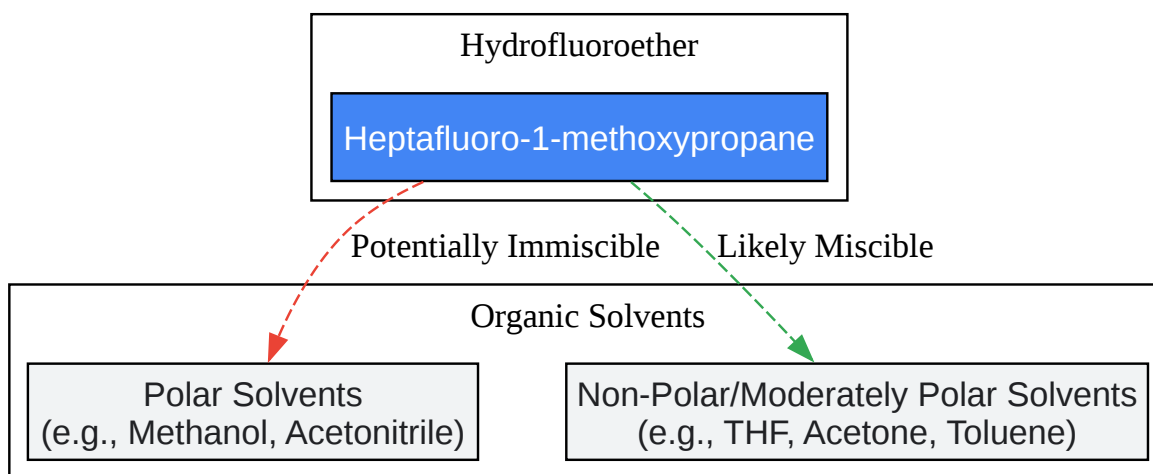 Hydrofluoroether
Heptafluoro-1-methoxypropane
Potentially Immiscible
Likely Miscible
Organic Solvents
Polar Solvents
(e.g., Methanol, Acetonitrile)
Non-Polar/Moderately Polar Solvents
(e.g., THF, Acetone, Toluene)